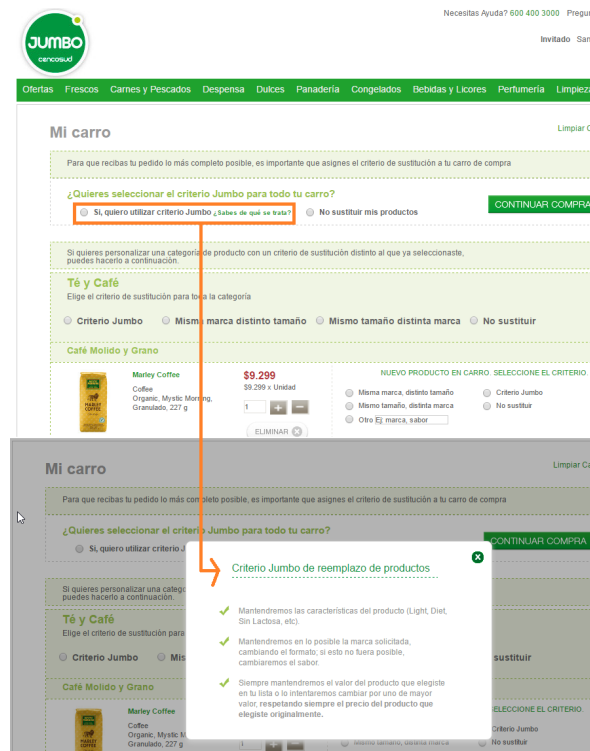 Necesitas Ayuda? 600 400 3000 Pregun
JUMBO
cencosud
Invitado San
Ofertas Frescos Carnes y Pescados Despensa Dulces Panadería Congelados Bebidas y Licores Perfumería Limpieza
Mi carro
Limpiar C
Para que recibas tu pedido lo más completo posible, es importante que asignes el criterio de sustitución a tu carro de compra
¿Quieres seleccionar el criterio Jumbo para todo tu carro?
Si, quiero utilizar criterio Jumbo ¿Sabes de qué se trata? No sustituir mis productos
CONTINUAR COMPRA
Si quieres personalizar una categoría de producto con un criterio de sustitución distinto al que ya seleccionaste,
puedes hacerlo a continuación.
Té y Café
Elige el criterio de sustitución para toda la categoría
Criterio Jumbo Misma marca distinto tamaño Mismo tamaño distinta marca No sustituir
Café Molido y Grano
Marley Coffee
Coffee
Organic, Mystic Morning,
Granulado, 227 g
MARLEY
COFFEE
$9.299
$9.299 x Unidad
1 + -
ELIMINAR
NUEVO PRODUCTO EN CARRO. SELECCIONE EL CRITERIO.
Misma marca, distinto tamaño Criterio Jumbo
Mismo tamaño, distinta marca No sustituir
Otro Ej: marca, sabor
Mi carro
Limpiar Ca
Para que recibas tu pedido lo más completo posible, es importante que asignes el criterio de sustitución a tu carro de compra
¿Quieres seleccionar el criterio Jumbo para todo tu carro?
Si, quiero utilizar criterio J
CONTINUAR COMPRA
Si quieres personalizar una catego
puedes hacerlo a continuación.
Té y Café
Elige el criterio de sustitución para
Criterio Jumbo Mis
sustituir
Café Molido y Grano
Marley Coffee
Coffee
Organic, Mystic M
Granulado, 227 g
MARLEY
COFFEE
Criterio Jumbo de reemplazo de productos
Mantendremos las características del producto (Light, Diet,
Sin Lactosa, etc).
Mantendremos en lo posible la marca solicitada,
cambiando el formato; si esto no fuera posible,
cambiaremos el sabor.
Siempre mantendremos el valor del producto que elegiste
en tu lista o lo intentaremos cambiar por uno de mayor
valor, respetando siempre el precio del producto que
elegiste originalmente.
ELECCIONE EL CRITERIO.
Criterio Jumbo
1 + - Mismo tamaño, distinta marca No sustituir